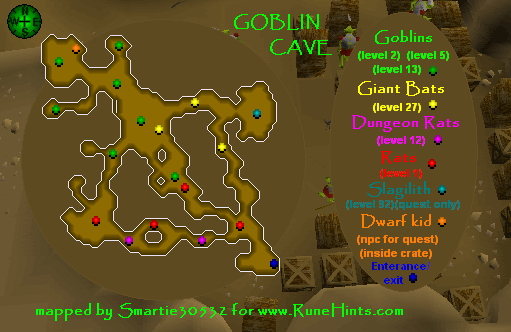 N
W E
S
GOBLIN
CAVE
Goblins
(level 2) (level 5)
(level 13)
Giant Bats
(level 27)
Dungeon Rats
(level 12)
Rats
(level 1)
Slagilith
(level 92)(quest only)
Dwarf kid
(npc for quest)
(inside crate)
Enterance/
exit
mapped by Smartie30532 for www.RuneHints.com